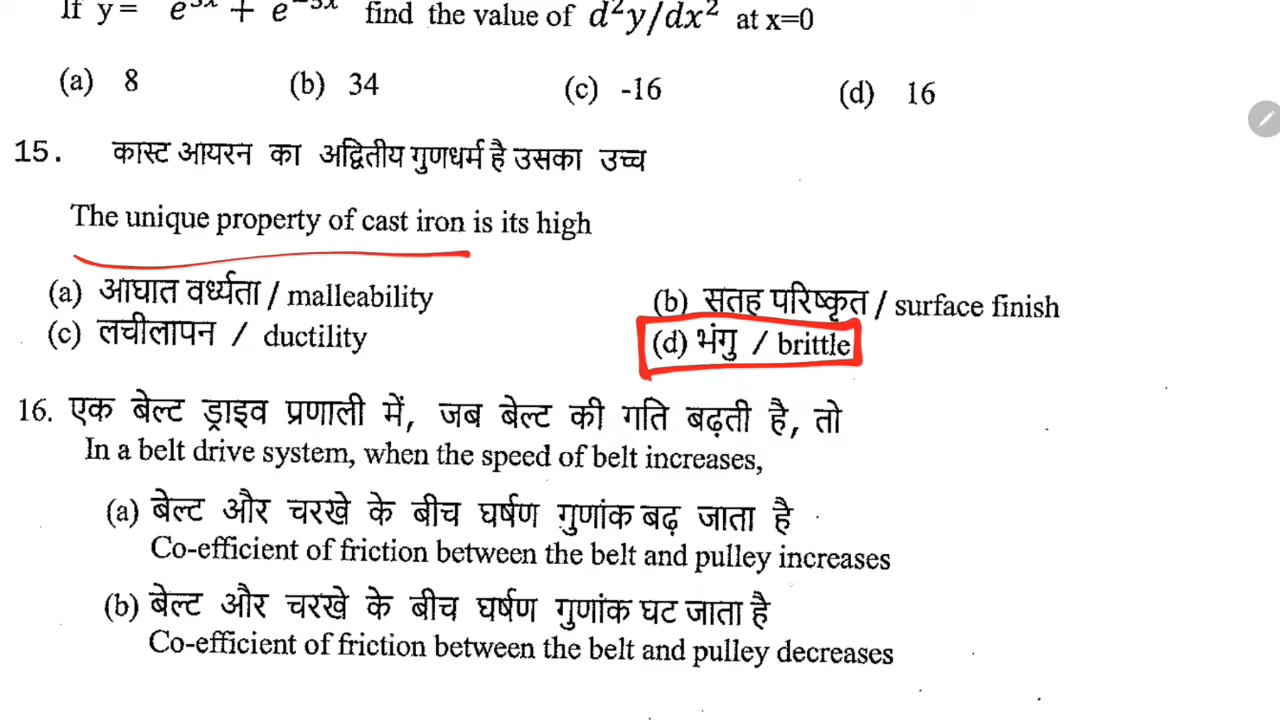 If y = e³ˣ + e⁻⁵ˣ find the value of d²y/dx² at x=0
(a) 8 (b) 34 (c) -16 (d) 16
15. कास्ट आयरन का अद्वितीय गुणधर्म है उसका उच्च
The unique property of cast iron is its high
(a) आघात वर्ध्यता / malleability (b) सतह परिष्कृत / surface finish
(c) लचीलापन / ductility (d) भंगु / brittle
16. एक बेल्ट ड्राइव प्रणाली में, जब बेल्ट की गति बढ़ती है, तो
In a belt drive system, when the speed of belt increases,
(a) बेल्ट और चरखे के बीच घर्षण गुणांक बढ़ जाता है
Co-efficient of friction between the belt and pulley increases
(b) बेल्ट और चरखे के बीच घर्षण गुणांक घट जाता है
Co-efficient of friction between the belt and pulley decreases